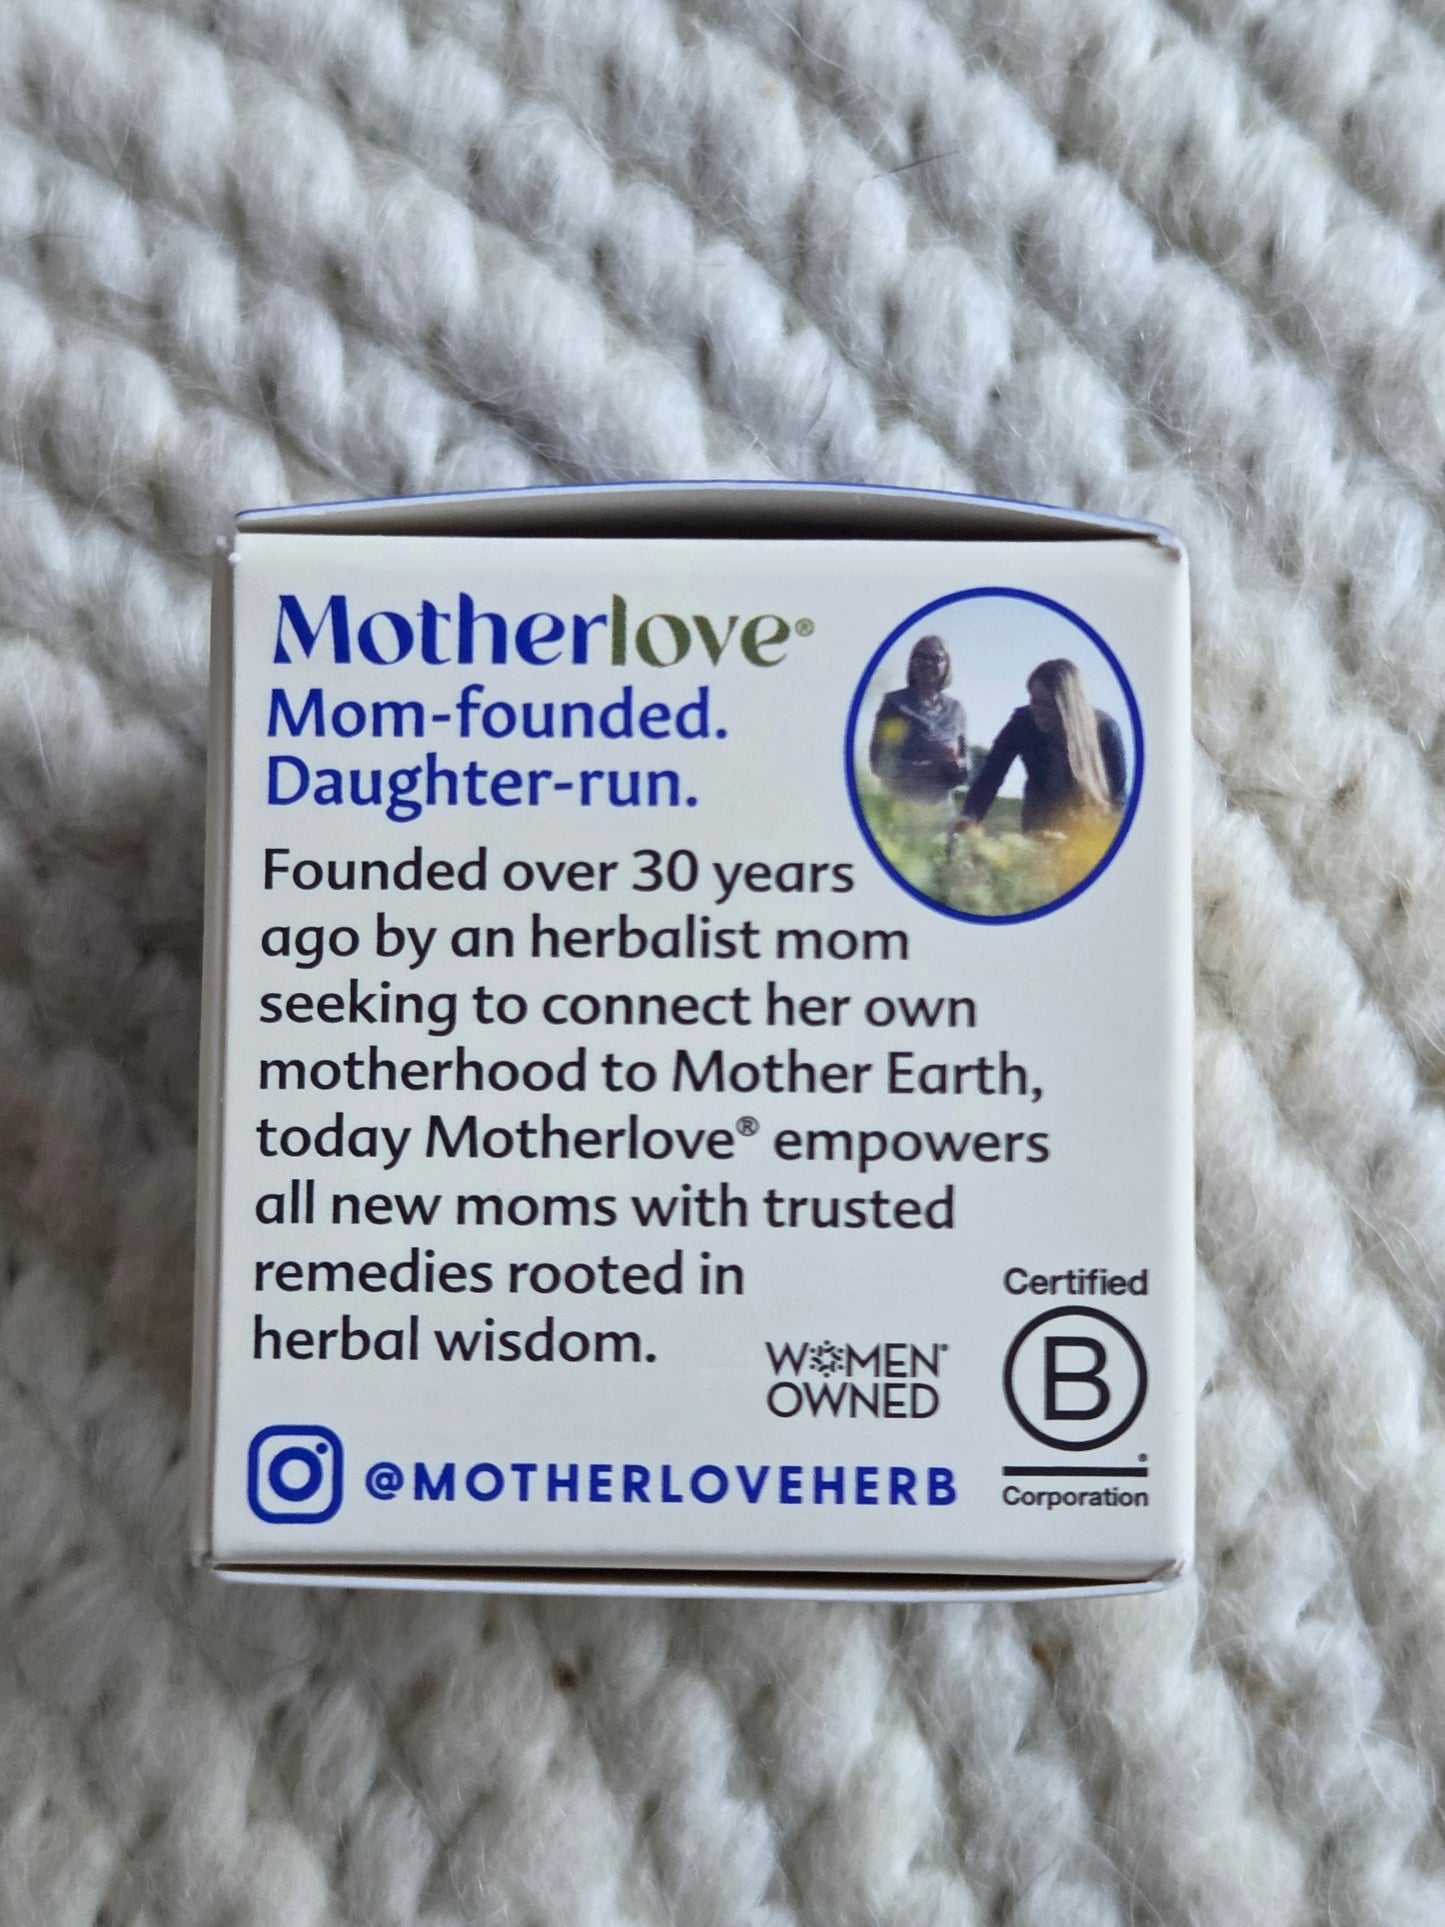 Motherlove®
Mom-founded.
Daughter-run.
Founded over 30 years
ago by an herbalist mom
seeking to connect her own
motherhood to Mother Earth,
today Motherlove® empowers
all new moms with trusted
remedies rooted in
herbal wisdom.
WOMEN
OWNED
Certified
B
Corporation
@MOTHERLOVEHERB